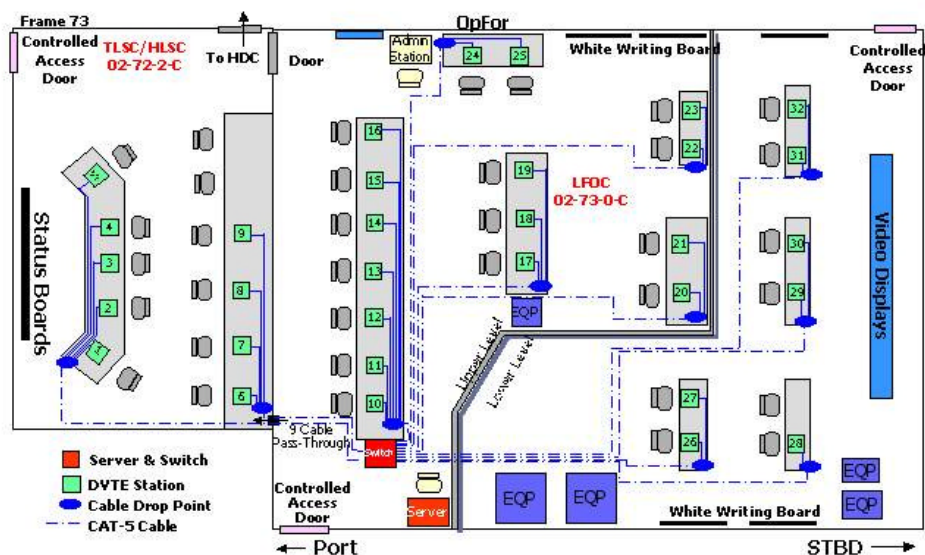 Frame 73
OpFor
Controlled
Access
Door
TLSC/HLSC
02-72-2-C
To HDC
Door
Admin
Station
24
25
White Writing Board
Controlled
Access
Door
16
15
14
13
12
11
10
19
18
17
EQP
LFOC
02-73-0-C
23
22
21
20
32
31
30
29
27
26
28
Video Displays
Status Boards
5
4
3
2
1
9
8
7
6
Upper Level
Lower Level
9 Cable
Pass-Through
Switch
Server & Switch
DVTE Station
Cable Drop Point
CAT-5 Cable
Controlled
Access
Door
Server
EQP
EQP
EQP
EQP
White Writing Board
Port
STBD